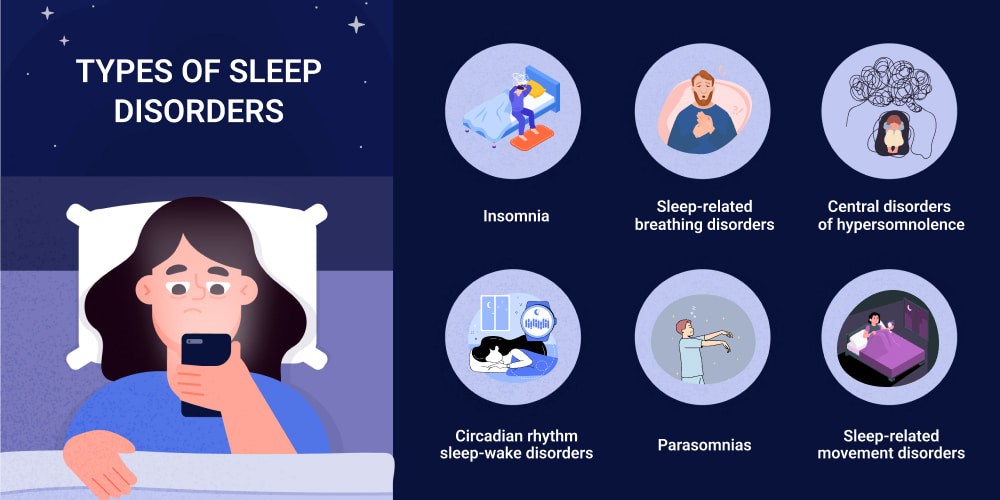 TYPES OF SLEEP
DISORDERS
Insomnia
Sleep-related
breathing disorders
Central disorders
of hypersomnolence
Circadian rhythm
sleep-wake disorders
Parasomnias
Sleep-related
movement disorders